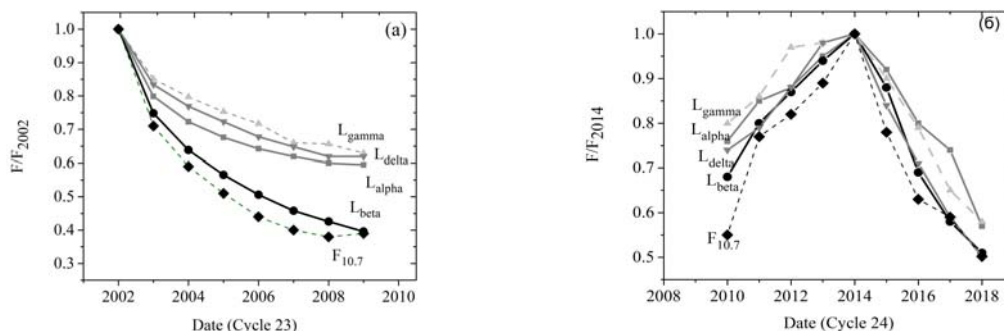 (a)
1.0
0.9
0.8
0.7
0.6
0.5
0.4
0.3
F/F2002
Lgamma
Ldelta
Lalpha
Lbeta
F10.7
2002 2004 2006 2008 2010
Date (Cycle 23)
(б)
1.0
0.9
0.8
0.7
0.6
0.5
F/F2014
Lgamma
Lalpha
Ldelta
Lbeta
F10.7
2008 2010 2012 2014 2016 2018
Date (Cycle 24)